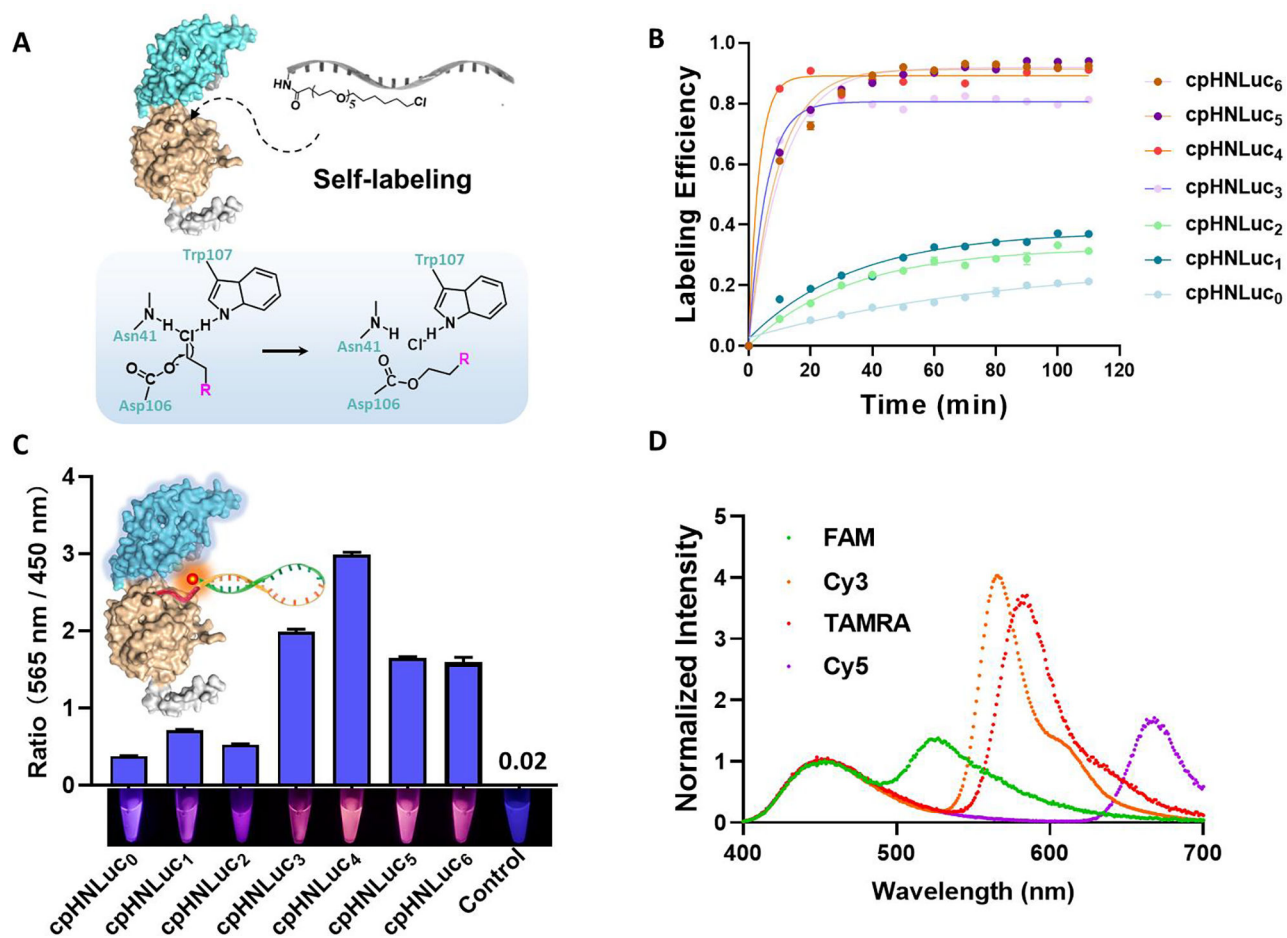 A
HN
O
O
5
Cl
Self-labeling
Trp107
Trp107
N
H
Cl
H
N
Asn41
O
O-
C
R
Asp106
N
H
Cl-
H
N
Asn41
O
C
O
R
Asp106
B
Labeling Efficiency
1.0
0.8
0.6
0.4
0.2
0.0
0 20 40 60 80 100 120
Time (min)
cpHNLuc6
cpHNLuc5
cpHNLuc4
cpHNLuc3
cpHNLuc2
cpHNLuc1
cpHNLuc0
C
Ratio (565 nm / 450 nm)
4
3
2
1
0
0.02
cpHNLuc0
cpHNLuc1
cpHNLuc2
cpHNLuc3
cpHNLuc4
cpHNLuc5
cpHNLuc6
Control
D
Normalized Intensity
5
4
3
2
1
0
FAM
Cy3
TAMRA
Cy5
400 500 600 700
Wavelength (nm)